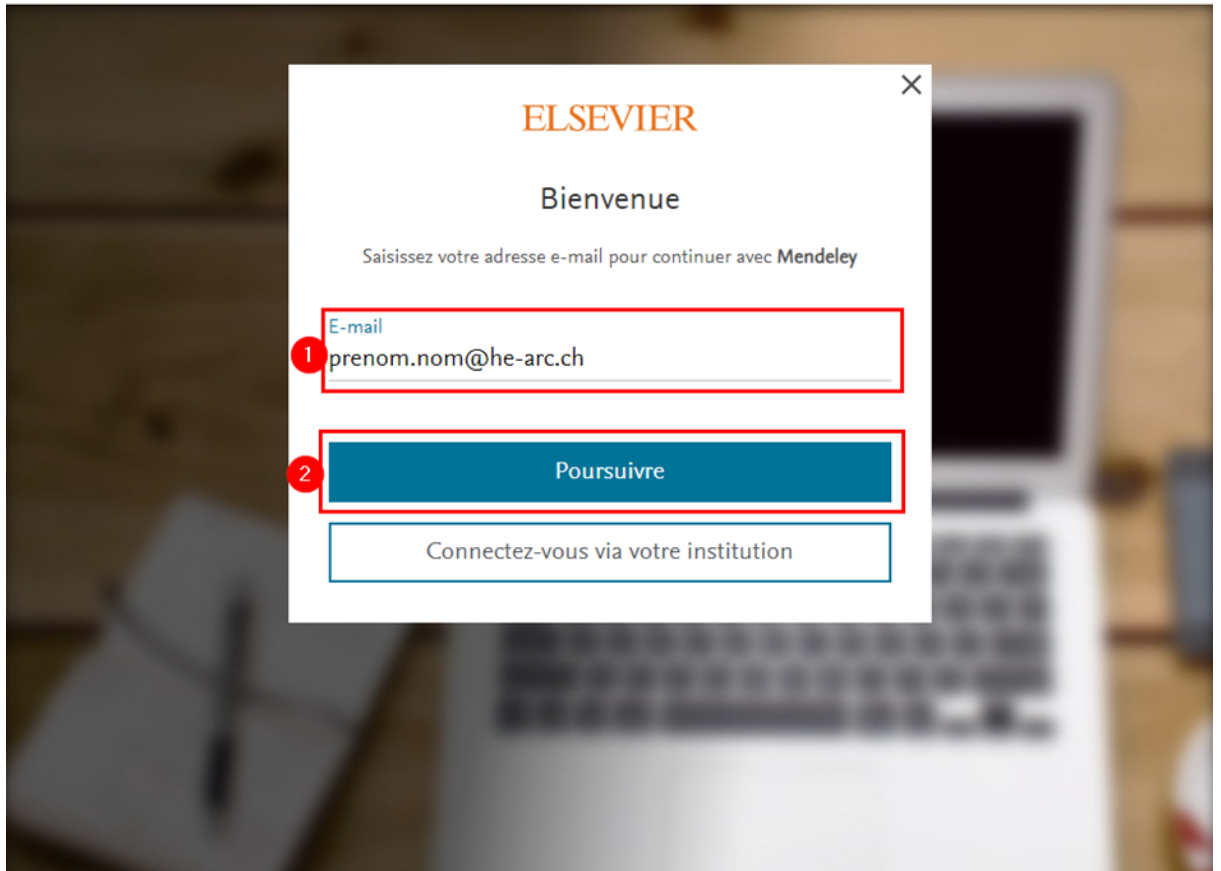 ELSEVIER
Bienvenue
Saisissez votre adresse e-mail pour continuer avec Mendeley
E-mail
1
prenom.nom@he-arc.ch
2
Poursuivre
Connectez-vous via votre institution